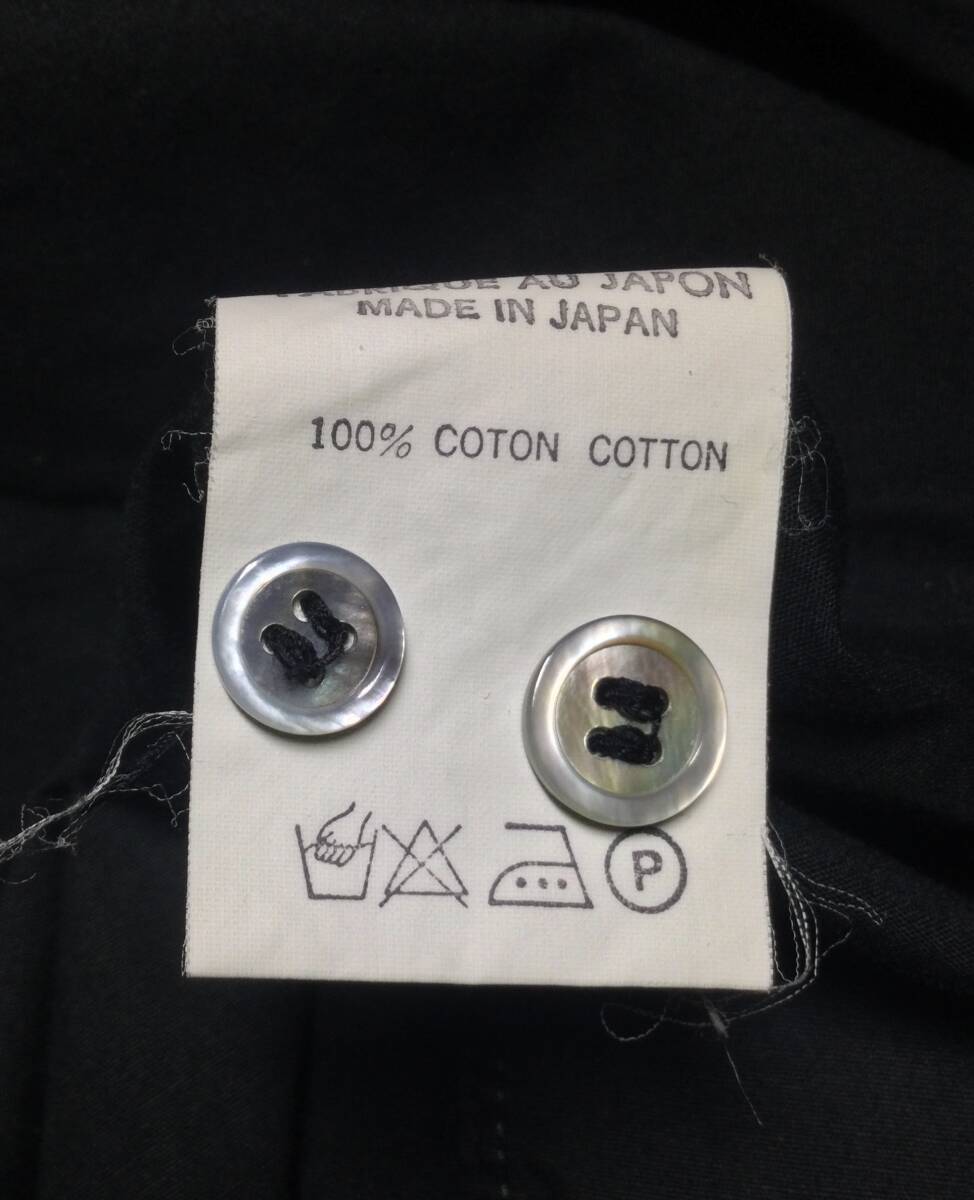 FABRIQUE AU JAPON
MADE IN JAPAN
100% COTON COTTON
P